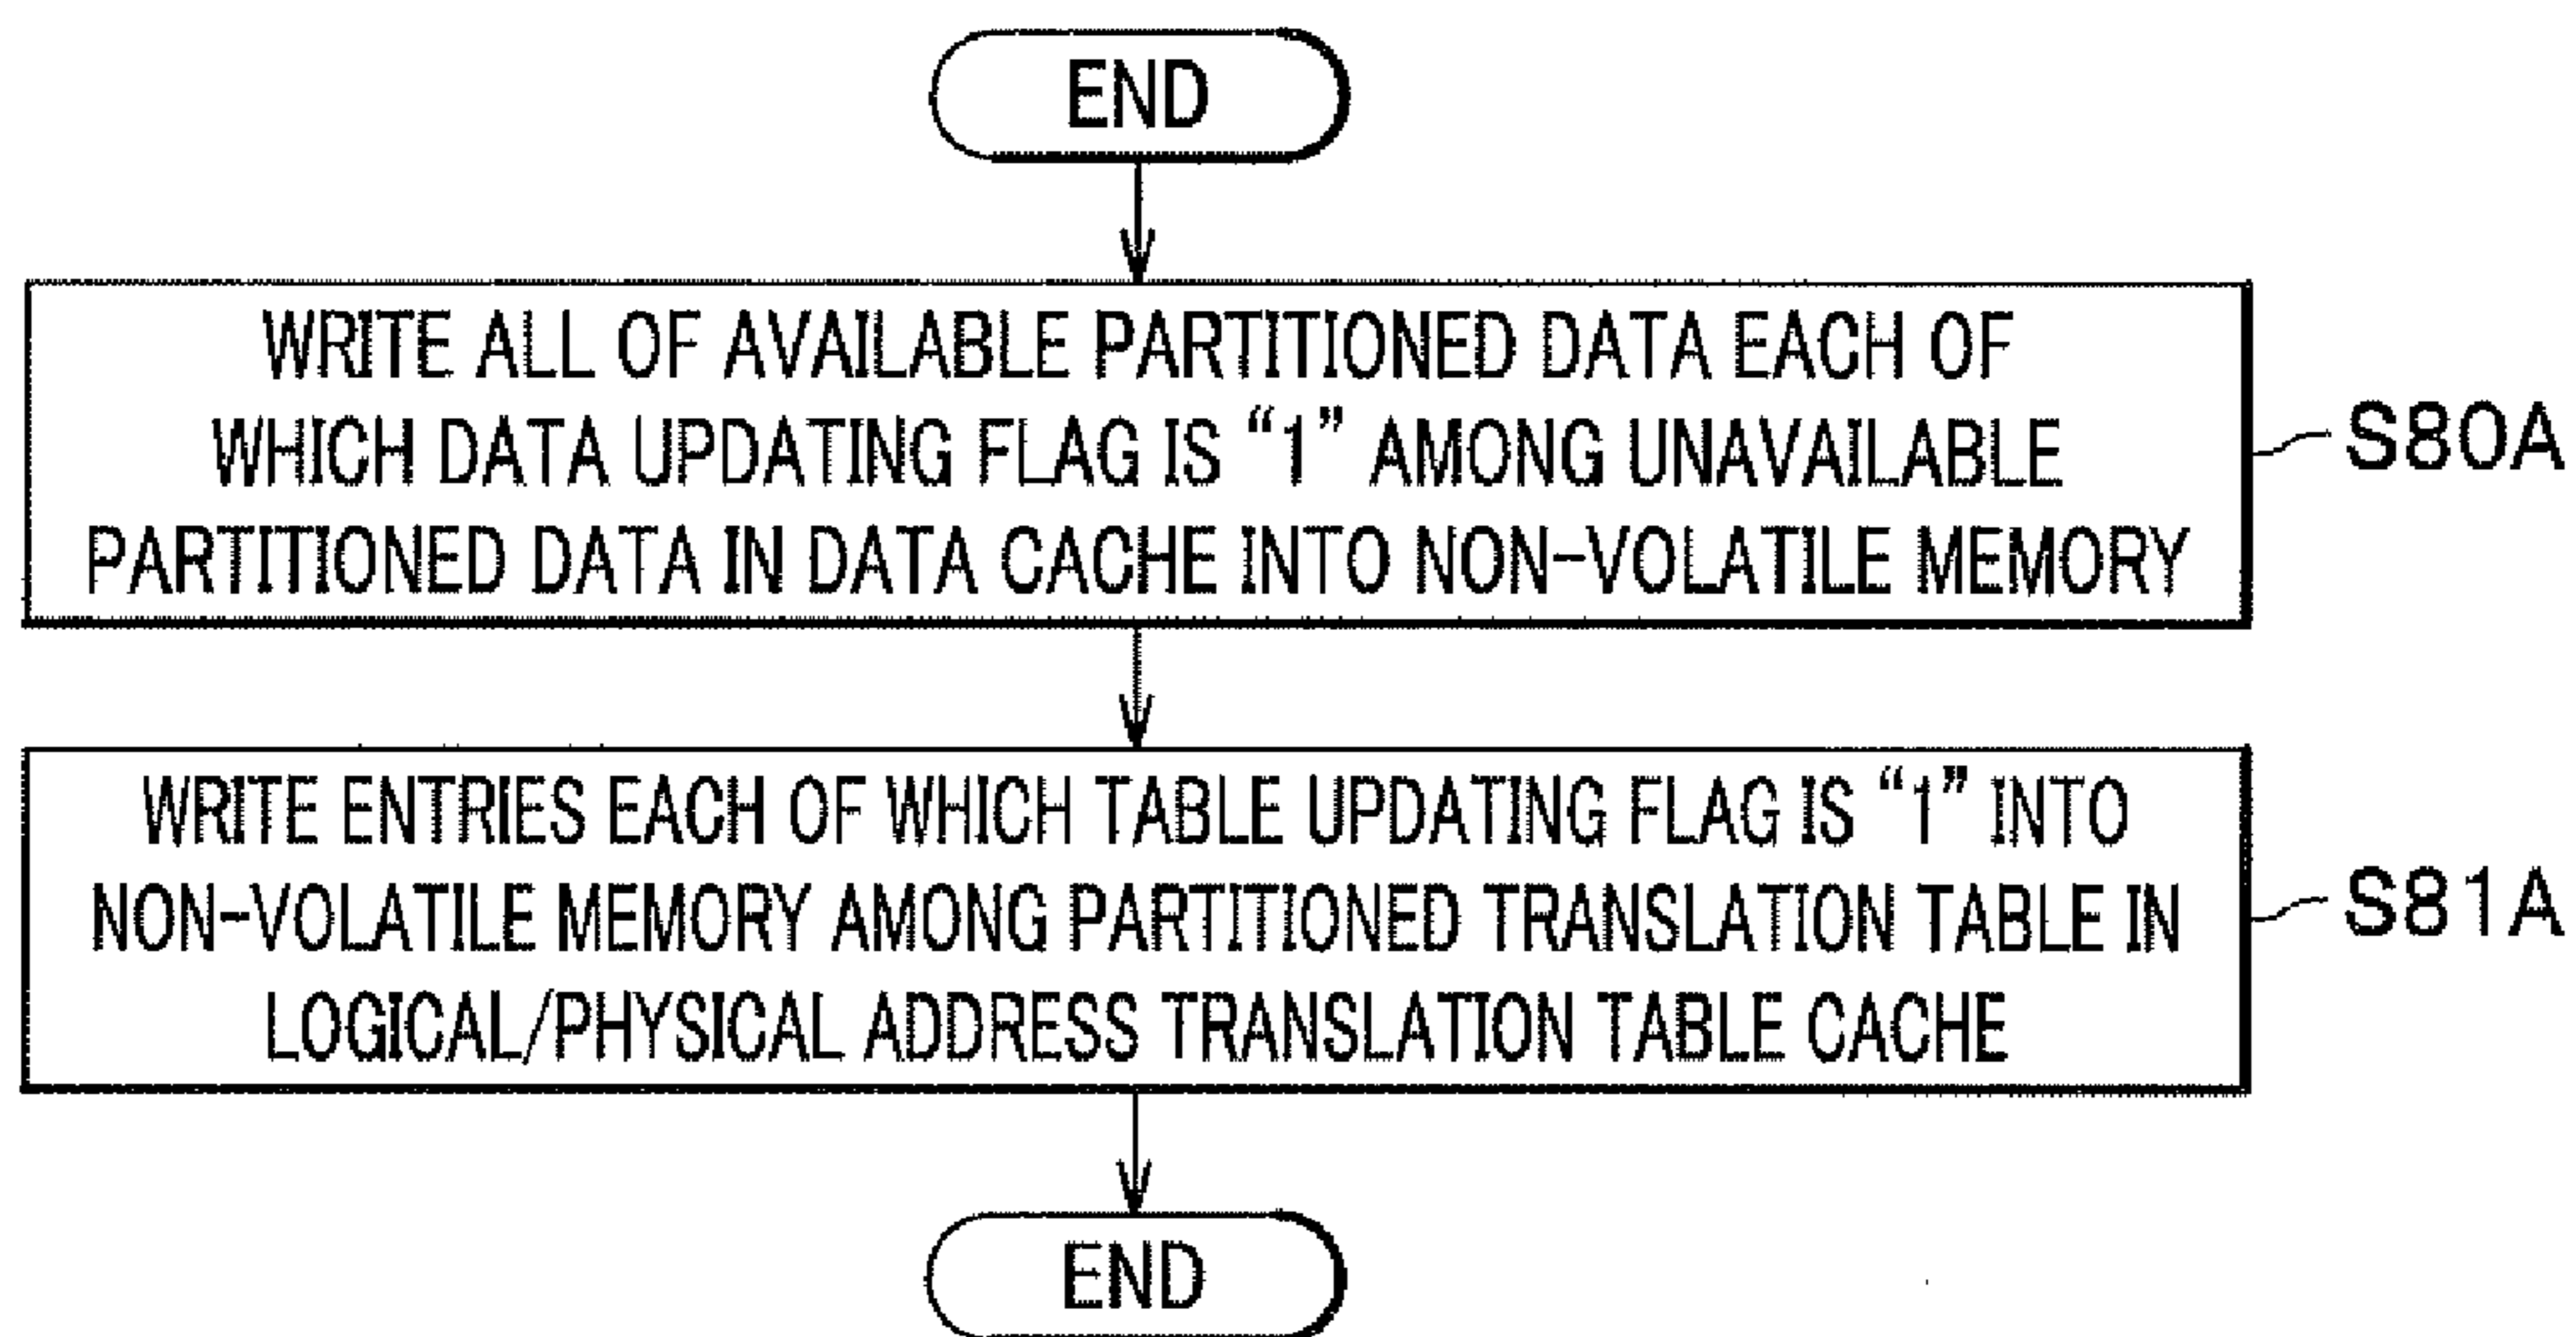 END
WRITE ALL OF AVAILABLE PARTITIONED DATA EACH OF
WHICH DATA UPDATING FLAG IS “1” AMONG UNAVAILABLE
PARTITIONED DATA IN DATA CACHE INTO NON-VOLATILE MEMORY
S80A
WRITE ENTRIES EACH OF WHICH TABLE UPDATING FLAG IS “1” INTO
NON-VOLATILE MEMORY AMONG PARTITIONED TRANSLATION TABLE IN
LOGICAL/PHYSICAL ADDRESS TRANSLATION TABLE CACHE
S81A
END